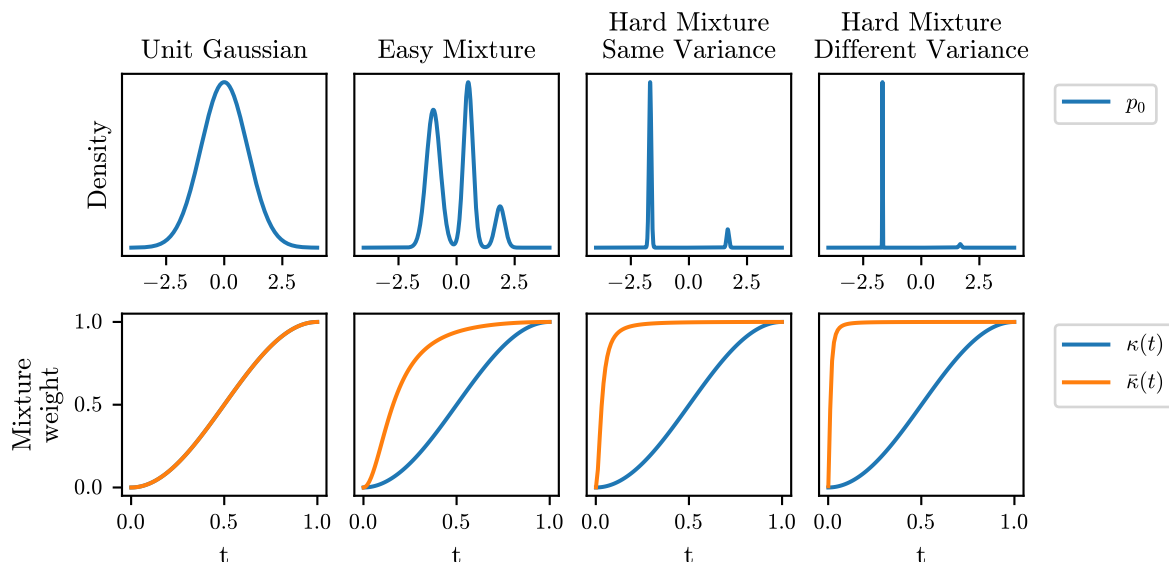 Unit Gaussian
Easy Mixture
Hard Mixture
Same Variance
Hard Mixture
Different Variance
Density
p₀
−2.5 0.0 2.5
−2.5 0.0 2.5
−2.5 0.0 2.5
−2.5 0.0 2.5
Mixture
weight
1.0
0.5
0.0
κ(t)
κ̄(t)
0.0 0.5 1.0
0.0 0.5 1.0
0.0 0.5 1.0
0.0 0.5 1.0
t
t
t
t